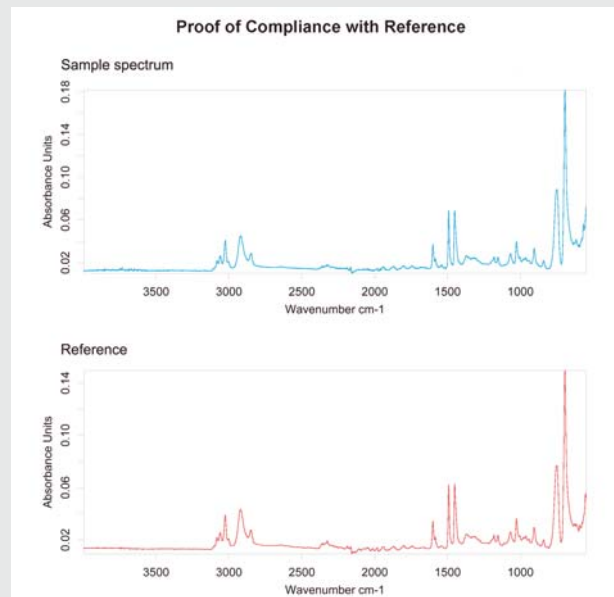 Proof of Compliance with Reference
Sample spectrum
Absorbance Units
0.18
0.14
0.10
0.06
0.02
3500 3000 2500 2000 1500 1000
Wavenumber cm-1
Reference
Absorbance Units
0.14
0.10
0.06
0.02
3500 3000 2500 2000 1500 1000
Wavenumber cm-1